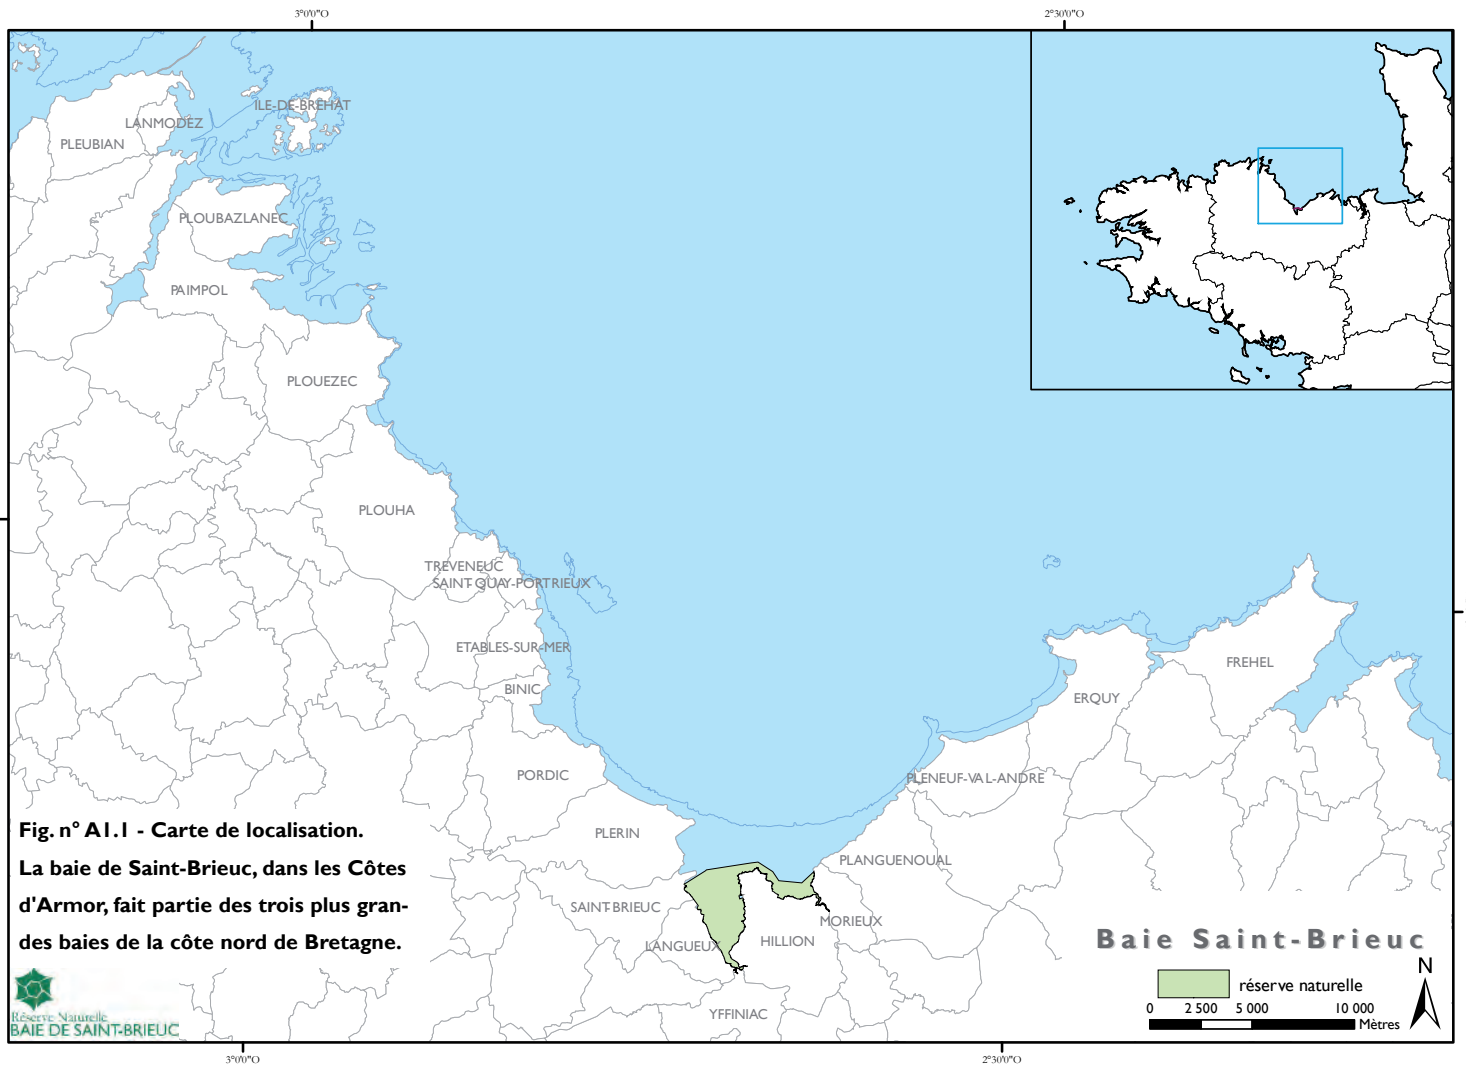 3°0'0"O
2°30'0"O
ILE-DE-BREHAT
LANMODEZ
PLEUBIAN
PLOUBAZLANEC
PAIMPOL
PLOUEZEC
PLOUHA
TREVENEUC
SAINT QUAY-PORTRIEUX
ETABLES-SUR-MER
FREHEL
BINIC
ERQUY
PORDIC
PLENEUF-VAL-ANDRE
PLERIN
PLANGUENOUAL
SAINT-BRIEUC
MORIEUX
LANGUEUX
HILLION
YFFINIAC
Fig. n° A1.1 - Carte de localisation.
La baie de Saint-Brieuc, dans les Côtes
d'Armor, fait partie des trois plus gran-
des baies de la côte nord de Bretagne.
Réserve Naturelle
BAIE DE SAINT-BRIEUC
Baie Saint-Brieuc
N
réserve naturelle
0 2 500 5 000 10 000
Mètres
3°0'0"O
2°30'0"O